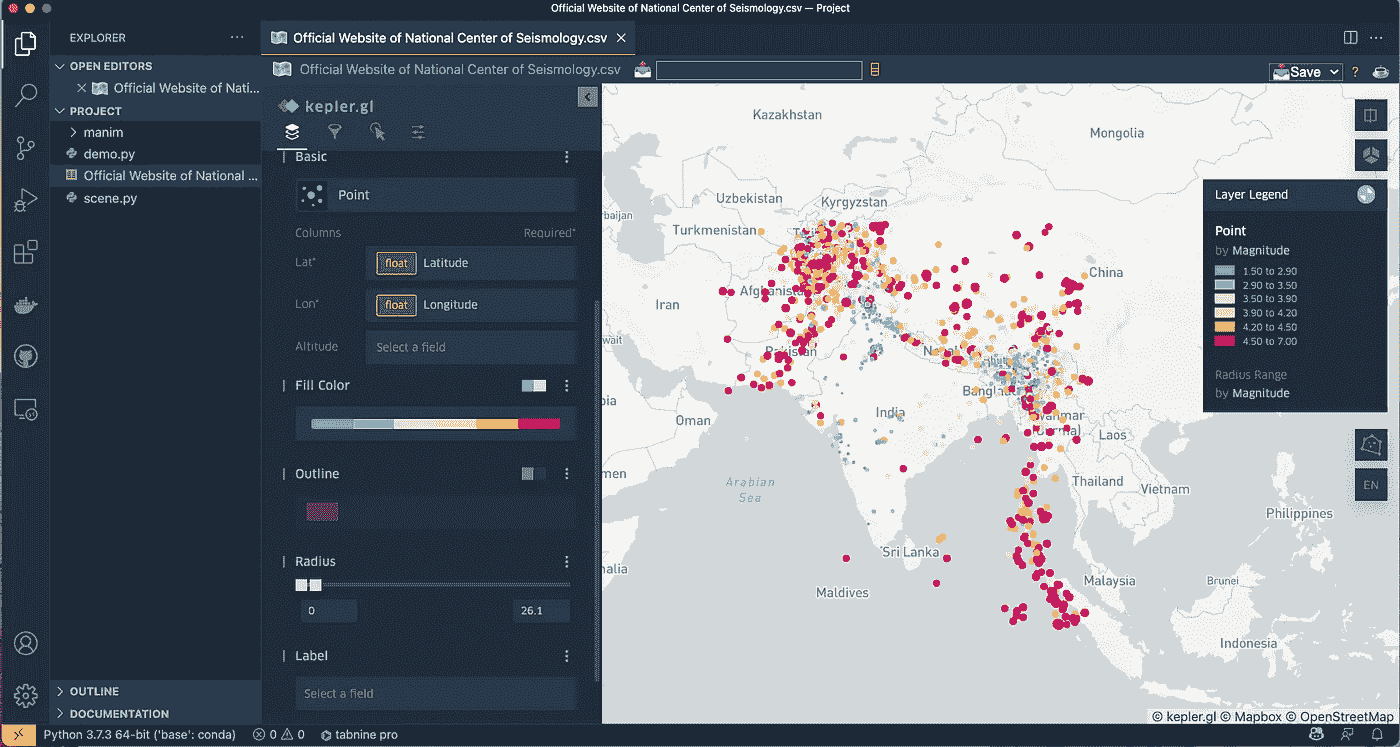 Official Website of National Center of Seismology.csv — Project
EXPLORER
Official Website of National Center of Seismology.csv
OPEN EDITORS
Official Website of Nati...
PROJECT
manim
demo.py
Official Website of National ...
scene.py
OUTLINE
DOCUMENTATION
Official Website of National Center of Seismology.csv
Save
?
kepler.gl
Basic
Point
Columns Required*
Lat* float Latitude
Lon* float Longitude
Altitude Select a field
Fill Color
Outline
Radius
0 26.1
Label
Select a field
Kazakhstan
Mongolia
Uzbekistan
Kyrgyzstan
rbaijan
Turkmenistan
China
Iran
Afghanistan
wait
Pakistan
Oman
India
Laos
Arabian
Sea
men
Thailand
Vietnam
Philippines
Sri Lanka
malia
Maldives
Malaysia
Brunei
Indonesia
Layer Legend
Point
by Magnitude
1.50 to 2.90
2.90 to 3.50
3.50 to 3.90
3.90 to 4.20
4.20 to 4.50
4.50 to 7.00
Radius Range
by Magnitude
EN
© kepler.gl © Mapbox © OpenStreetMap
Python 3.7.3 64-bit ('base': conda) 0 0 tabnine pro